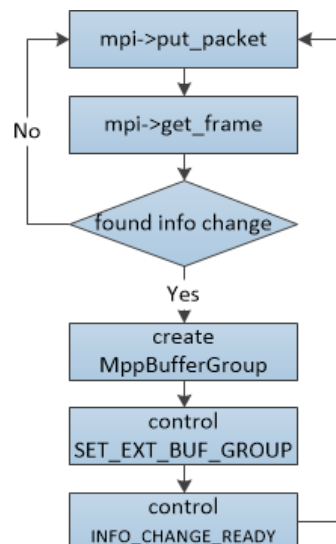 mpi->put_packet
No
mpi->get_frame
found info change
Yes
create
MppBufferGroup
control
SET_EXT_BUF_GROUP
control
INFO_CHANGE_READY